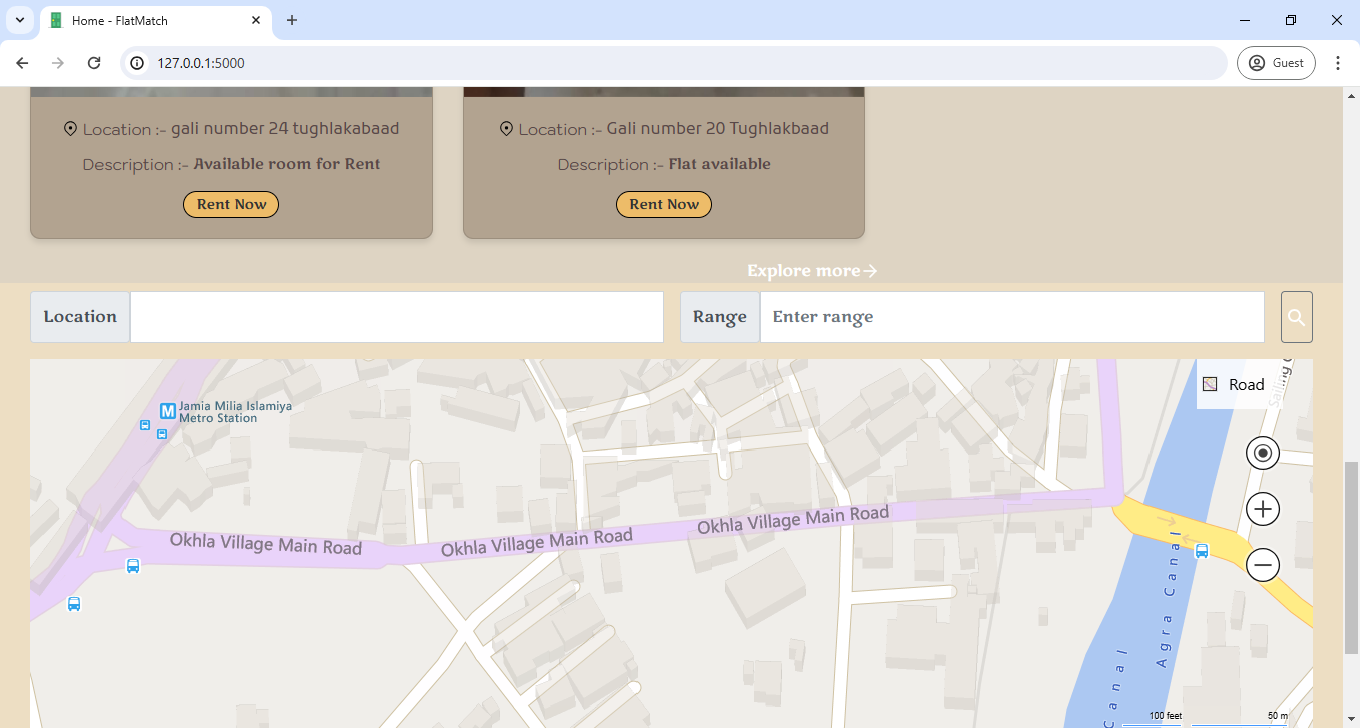 Home - FlatMatch
127.0.0.1:5000
Guest
Location :- gali number 24 tughlakabaad
Description :- Available room for Rent
Rent Now
Location :- Gali number 20 Tughlakbaad
Description :- Flat available
Rent Now
Explore more
Location
Range
Enter range
Road
M Jamia Milia Islamiya
Metro Station
Okhla Village Main Road
Okhla Village Main Road
Okhla Village Main Road
Agra Canal
Canal
100 feet
50 m